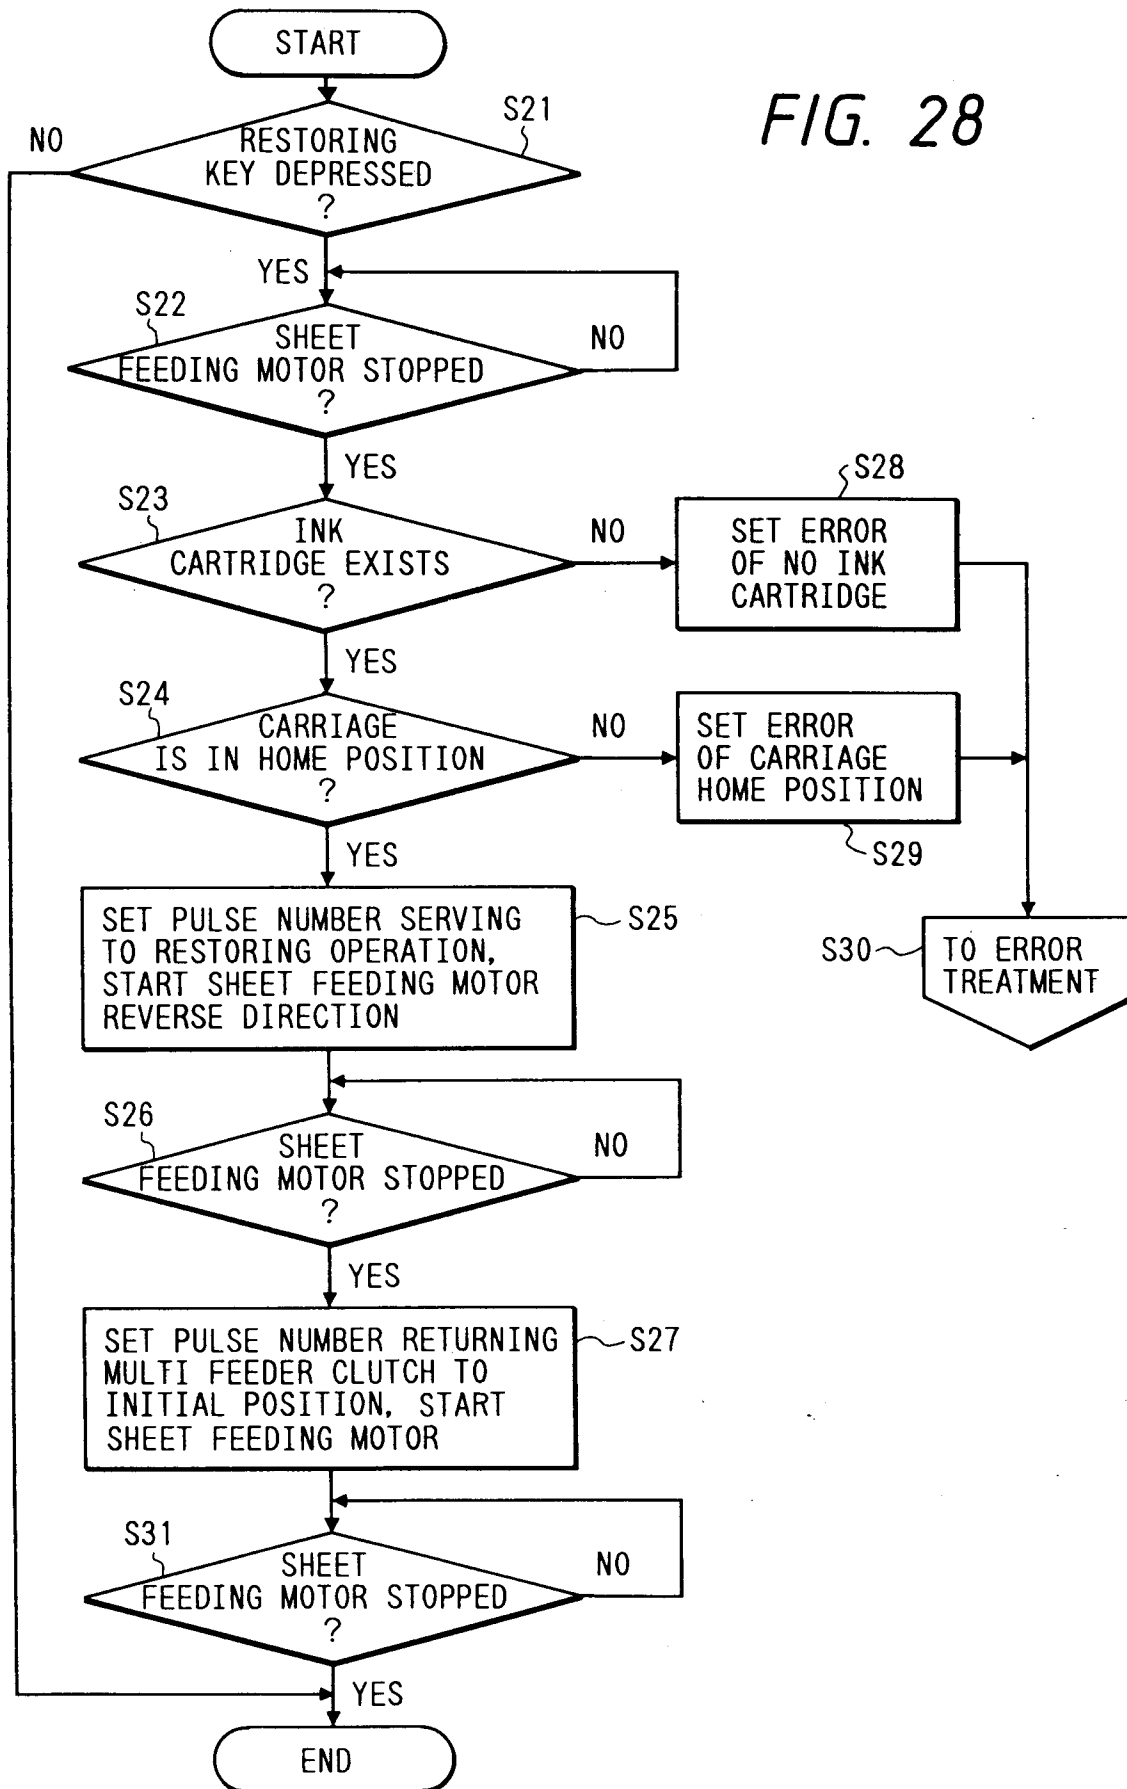 START
FIG. 28
S21
NO
RESTORING
KEY DEPRESSED
?
YES
S22
SHEET
FEEDING MOTOR STOPPED
?
NO
YES
S23
INK
CARTRIDGE EXISTS
?
NO
S28
SET ERROR
OF NO INK
CARTRIDGE
YES
S24
CARRIAGE
IS IN HOME POSITION
?
NO
SET ERROR
OF CARRIAGE
HOME POSITION
S29
YES
SET PULSE NUMBER SERVING
TO RESTORING OPERATION,
START SHEET FEEDING MOTOR
REVERSE DIRECTION
S25
S30
TO ERROR
TREATMENT
S26
SHEET
FEEDING MOTOR STOPPED
?
NO
YES
SET PULSE NUMBER RETURNING
MULTI FEEDER CLUTCH TO
INITIAL POSITION, START
SHEET FEEDING MOTOR
S27
S31
SHEET
FEEDING MOTOR STOPPED
?
NO
YES
END